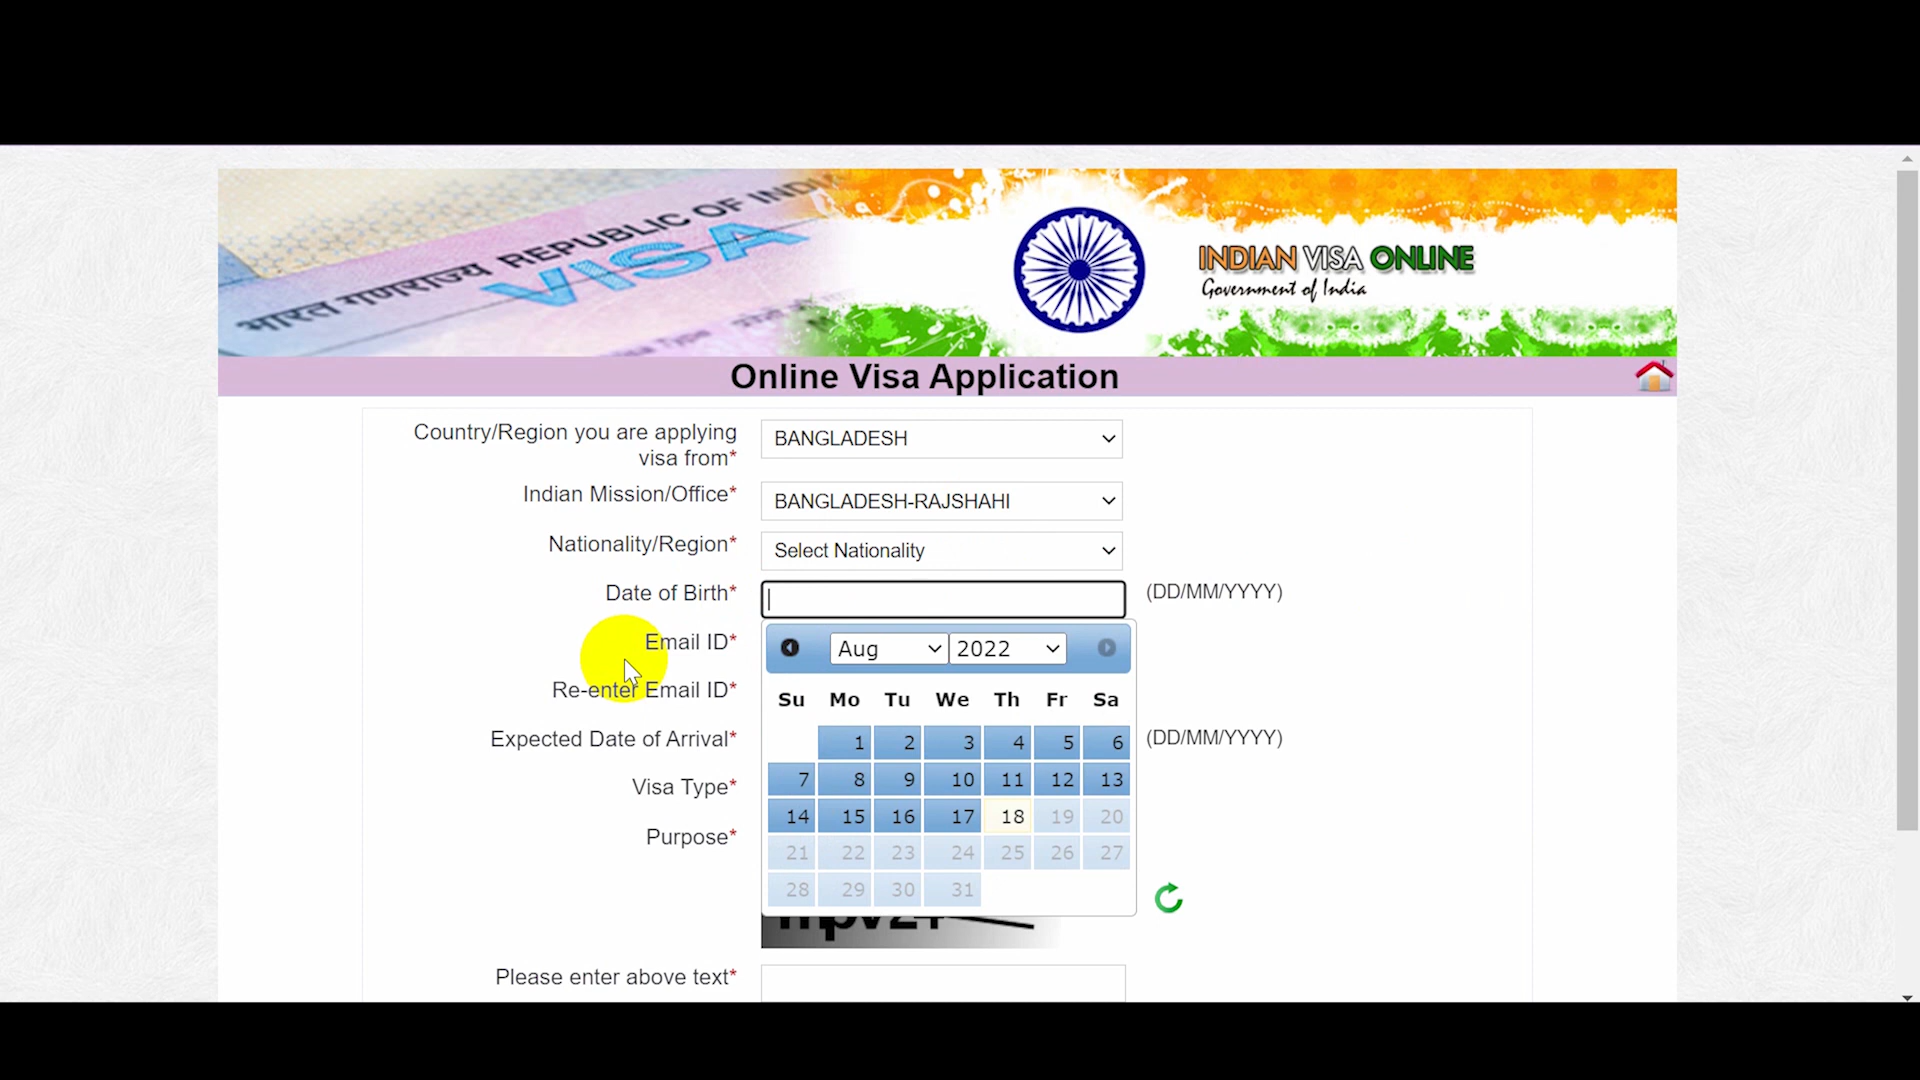 भारत गणराज्य REPUBLIC OF INDIA
VISA
INDIAN VISA ONLINE
Government of India
Online Visa Application
Country/Region you are applying
visa from* BANGLADESH
Indian Mission/Office* BANGLADESH-RAJSHAHI
Nationality/Region* Select Nationality
Date of Birth* (DD/MM/YYYY)
Email ID*
Aug 2022
Re-enter Email ID*
Su Mo Tu We Th Fr Sa
Expected Date of Arrival* (DD/MM/YYYY)
1 2 3 4 5 6
Visa Type*
7 8 9 10 11 12 13
14 15 16 17 18 19 20
Purpose*
21 22 23 24 25 26 27
28 29 30 31
Please enter above text*